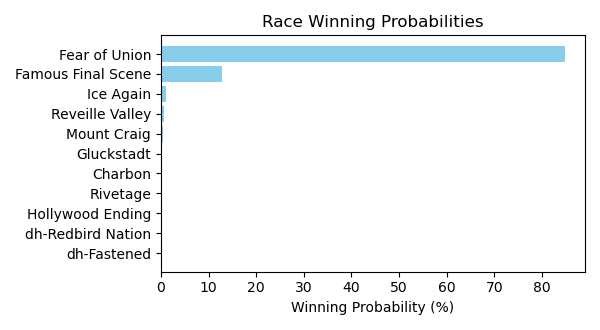 Race Winning Probabilities
Fear of Union
Famous Final Scene
Ice Again
Reveille Valley
Mount Craig
Gluckstadt
Charbon
Rivetage
Hollywood Ending
dh-Redbird Nation
dh-Fastened
0 10 20 30 40 50 60 70 80
Winning Probability (%)